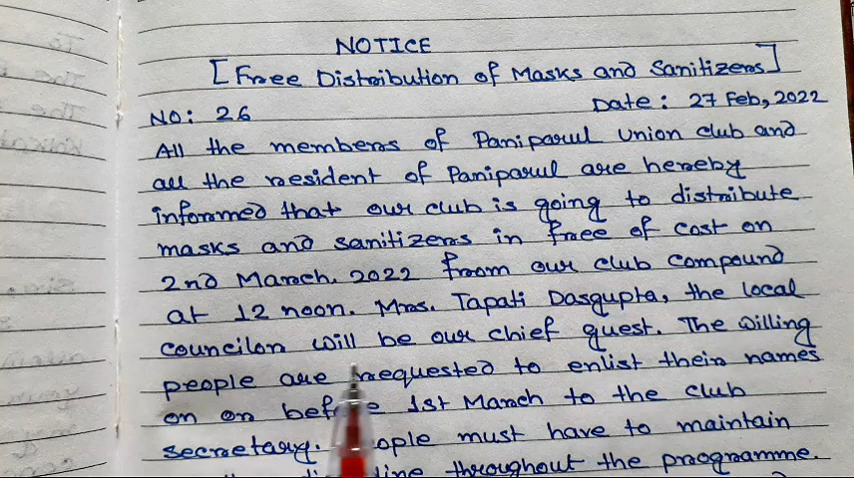 NOTICE
[Free Distribution of Masks and Sanitizers]
NO: 26 Date: 27 Feb, 2022
All the members of Paniparul Union club and
all the resident of Paniparul are hereby
informed that our club is going to distribute
masks and sanitizers in free of cost on
2nd March, 2022 from our club compound
at 12 noon. Mrs. Tapati Dasgupta, the local
councilor will be our chief guest. The willing
people are requested to enlist their names
on or before 1st March to the club
secretary. must have to maintain
throughout the programme.